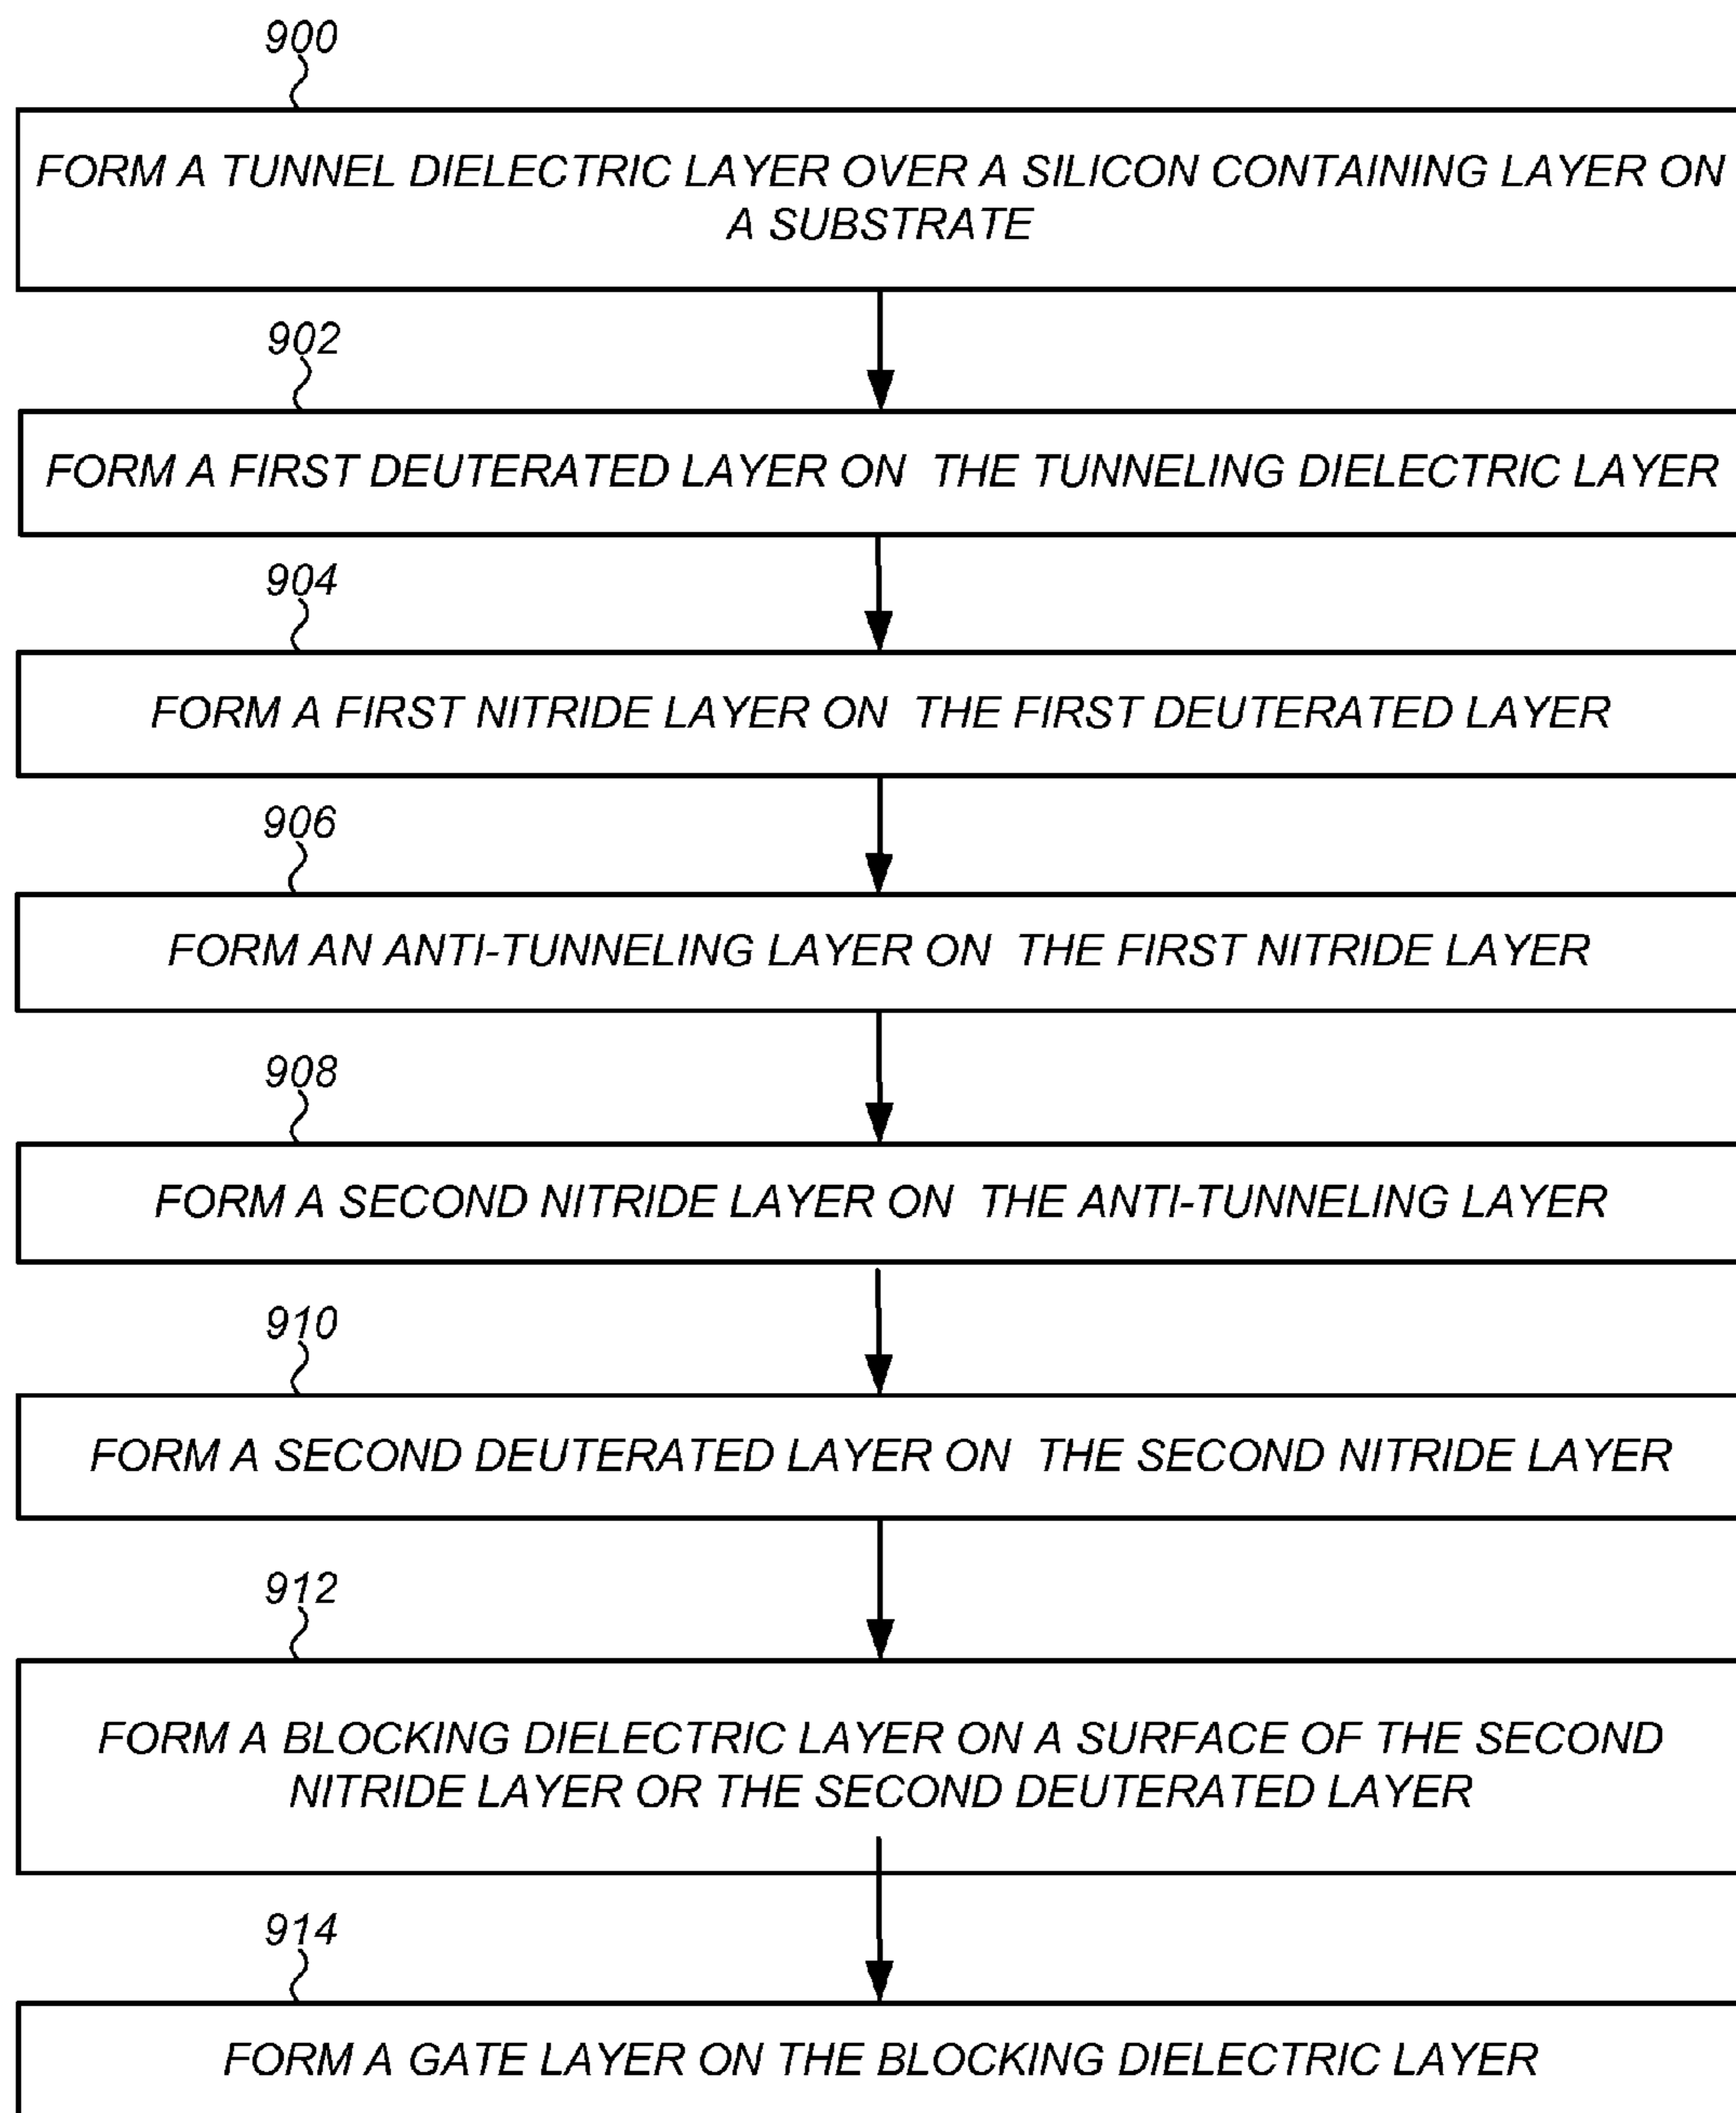 900
FORM A TUNNEL DIELECTRIC LAYER OVER A SILICON CONTAINING LAYER ON
A SUBSTRATE
902
FORM A FIRST DEUTERATED LAYER ON THE TUNNELING DIELECTRIC LAYER
904
FORM A FIRST NITRIDE LAYER ON THE FIRST DEUTERATED LAYER
906
FORM AN ANTI-TUNNELING LAYER ON THE FIRST NITRIDE LAYER
908
FORM A SECOND NITRIDE LAYER ON THE ANTI-TUNNELING LAYER
910
FORM A SECOND DEUTERATED LAYER ON THE SECOND NITRIDE LAYER
912
FORM A BLOCKING DIELECTRIC LAYER ON A SURFACE OF THE SECOND
NITRIDE LAYER OR THE SECOND DEUTERATED LAYER
914
FORM A GATE LAYER ON THE BLOCKING DIELECTRIC LAYER